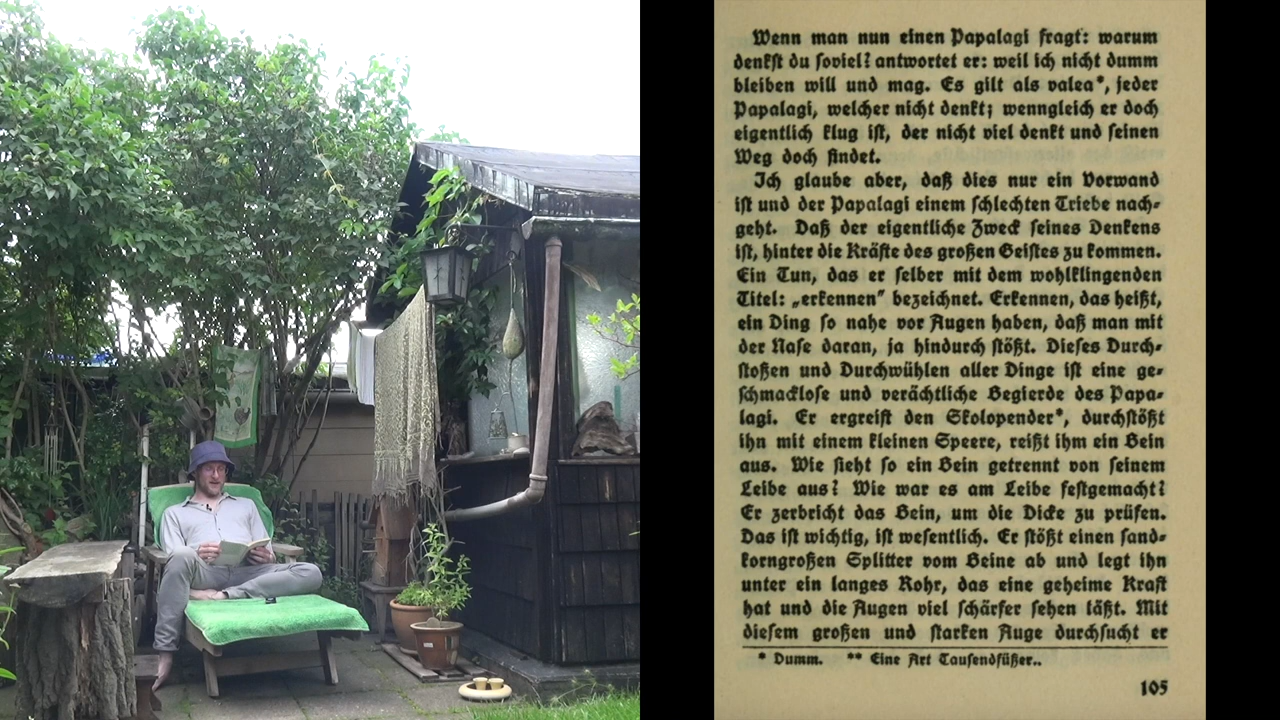 Wenn man nun einen Papalagi fragt: warum
denkst du soviel? antwortet er: weil ich nicht dumm
bleiben will und mag. Es gilt als valea*, jeder
Papalagi, welcher nicht denkt; wenngleich er doch
eigentlich klug ist, der nicht viel denkt und seinen
Weg doch findet.
Ich glaube aber, daß dies nur ein Vorwand
ist und der Papalagi einem schlechten Triebe nach-
geht. Daß der eigentliche Zweck seines Denkens
ist, hinter die Kräfte des großen Geistes zu kommen.
Ein Tun, das er selber mit dem wohlklingenden
Titel: „erkennen“ bezeichnet. Erkennen, das heißt,
ein Ding so nahe vor Augen haben, daß man mit
der Nase daran, ja hindurch stößt. Dieses Durch-
stoßen und Durchwühlen aller Dinge ist eine ge-
schmacklose und verächtliche Begierde des Papa-
lagi. Er ergreift den Skolopender*, durchstößt
ihn mit einem kleinen Speere, reißt ihm ein Bein
aus. Wie sieht so ein Bein getrennt von seinem
Leibe aus? Wie war es am Leibe festgemacht?
Er zerbricht das Bein, um die Dicke zu prüfen.
Das ist wichtig, ist wesentlich. Er stößt einen sand-
korngroßen Splitter vom Beine ab und legt ihn
unter ein langes Rohr, das eine geheime Kraft
hat und die Augen viel schärfer sehen läßt. Mit
diesem großen und starken Auge durchsucht er
* Dumm. ** Eine Art Tausendfüßer..
105